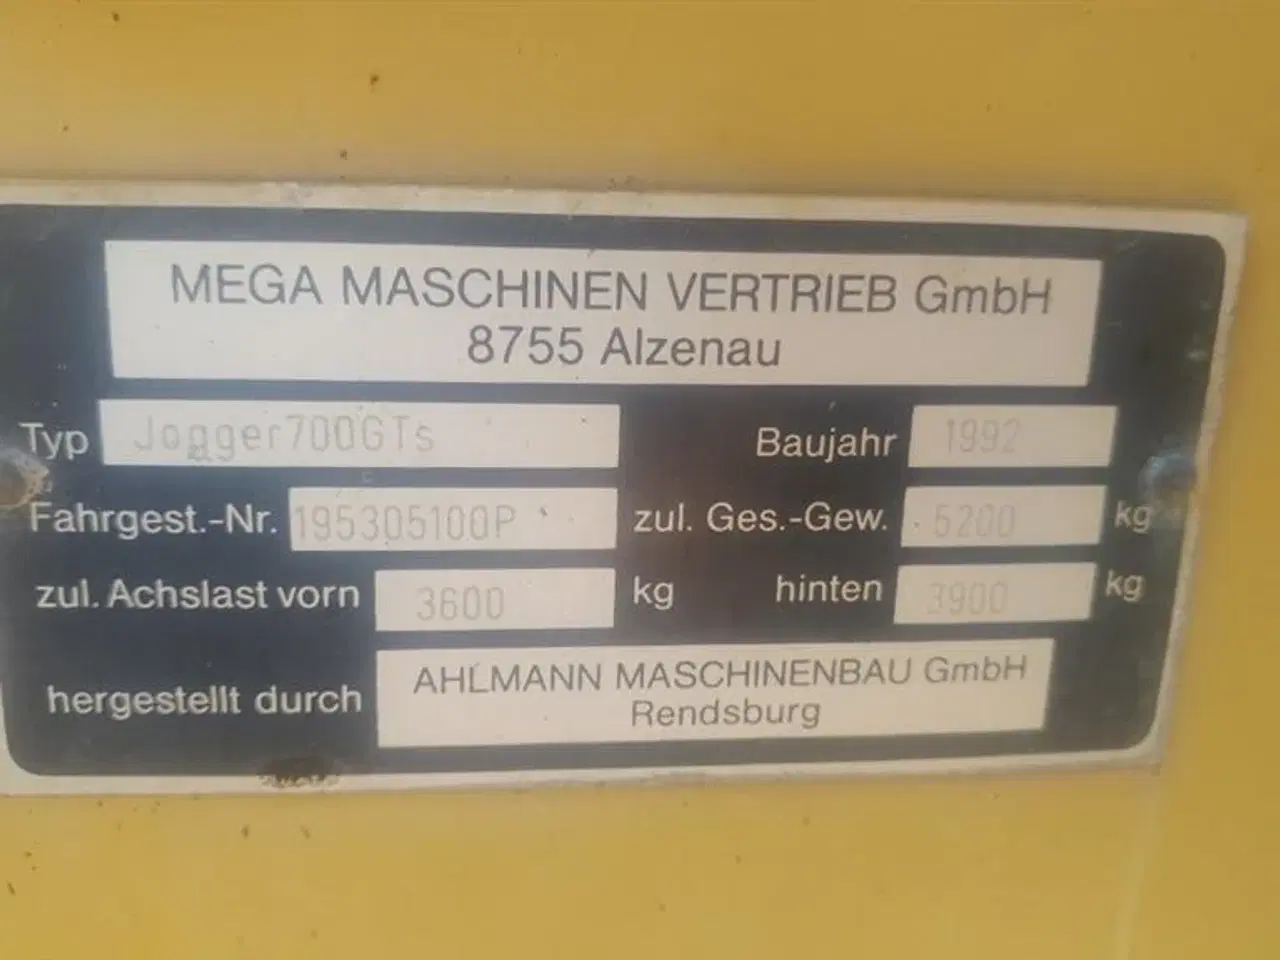 MEGA MASCHINEN VERTRIEB GmbH
8755 Alzenau
Typ Jogger700GTs Baujahr 1992
Fahrgest.-Nr. 195305100P zul. Ges.-Gew. 5200 kg
zul. Achslast vorn 3600 kg hinten 3900 kg
hergestellt durch AHLMANN MASCHINENBAU GmbH
Rendsburg